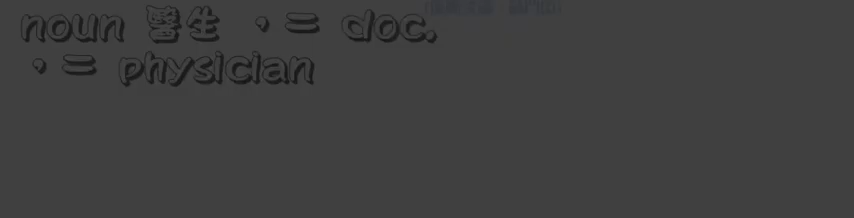 noun 醫生 ，= doc.
，= physician